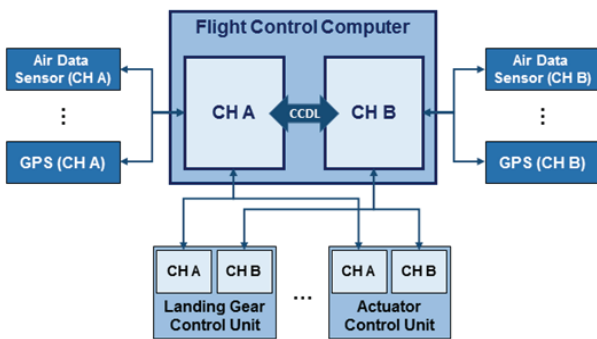 Flight Control Computer
Air Data
Sensor (CH A)
⋮
GPS (CH A)
CH A
CCDL
CH B
Air Data
Sensor (CH B)
⋮
GPS (CH B)
CH A
CH B
Landing Gear
Control Unit
...
CH A
CH B
Actuator
Control Unit